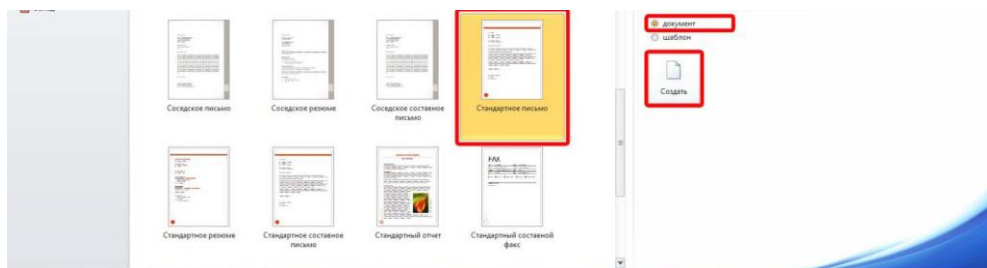 документ
шаблон
Создать
Соседское письмо
Соседское резюме
Соседское составное
письмо
Стандартное письмо
FAX
Стандартное резюме
Стандартное составное
письмо
Стандартный отчет
Стандартный составной
факс